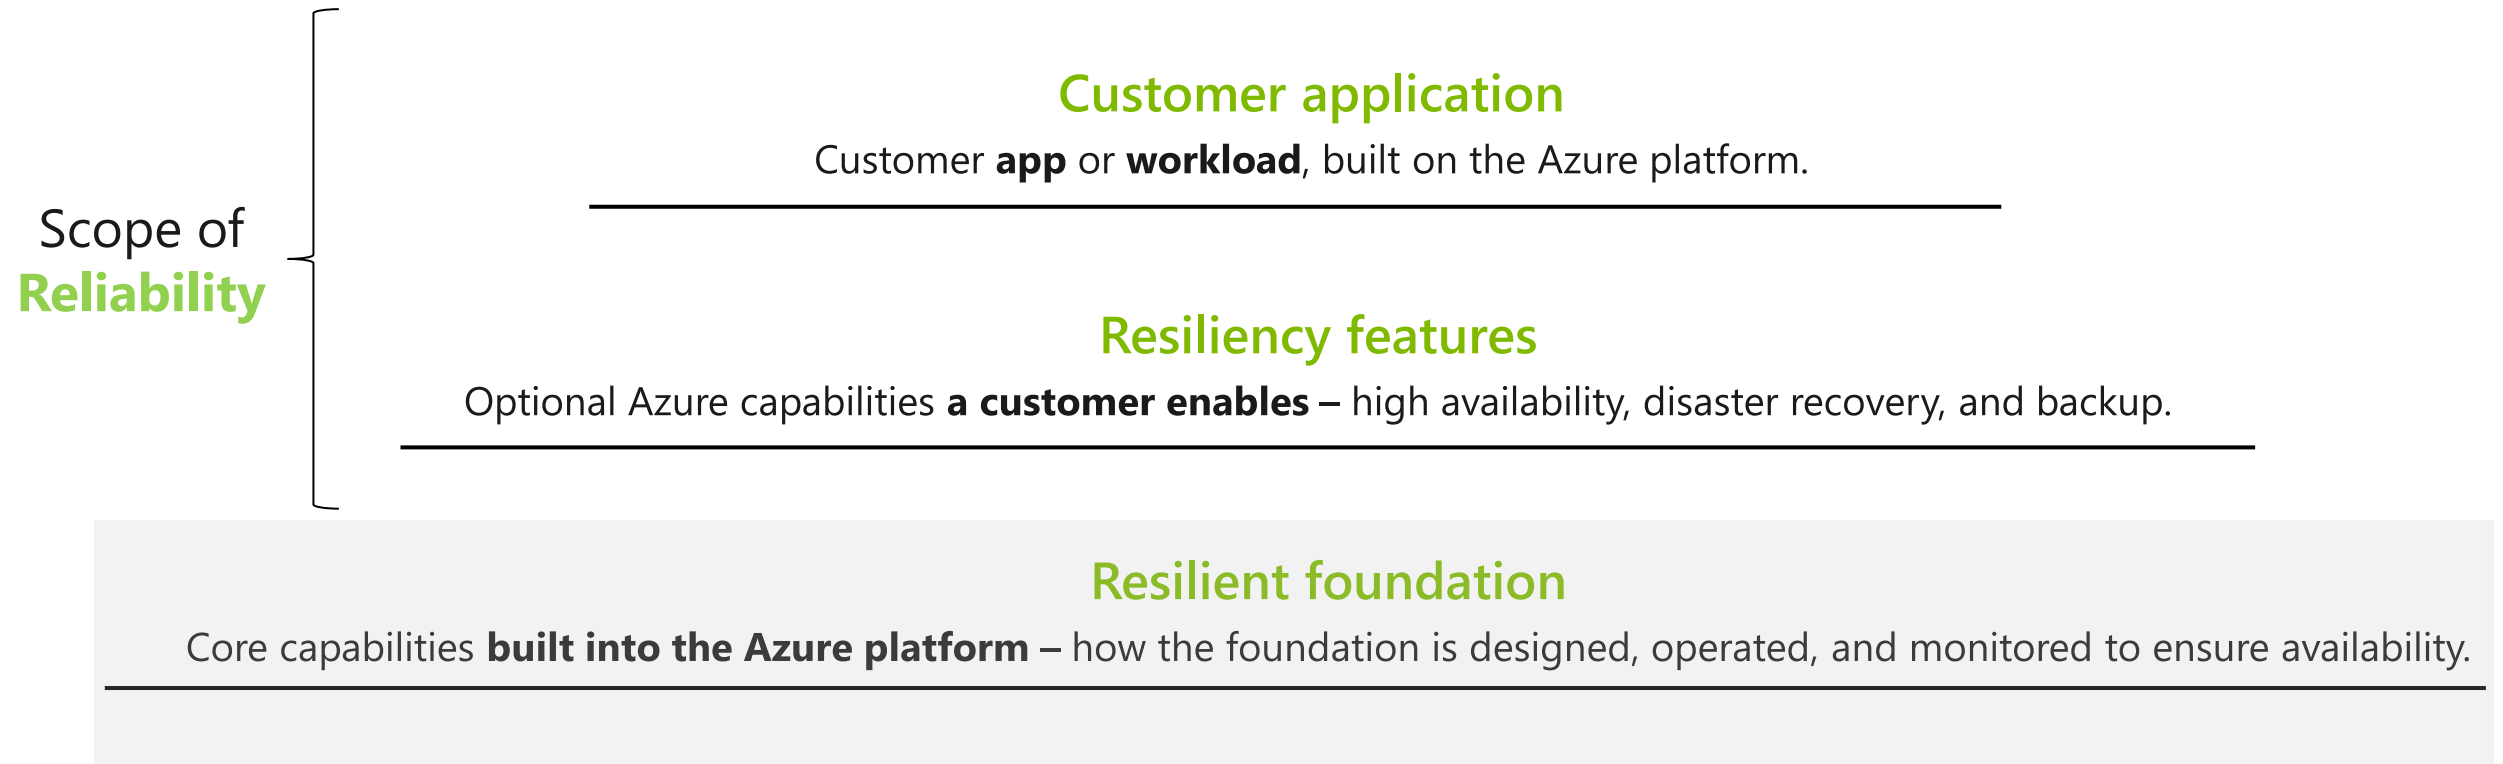 Scope of
Reliability
Customer application
Customer app or workload, built on the Azure platform.
Resiliency features
Optional Azure capabilities a customer enables – high availability, disaster recovery, and backup.
Resilient foundation
Core capabilities built into the Azure platform – how the foundation is designed, operated, and monitored to ensure availability.